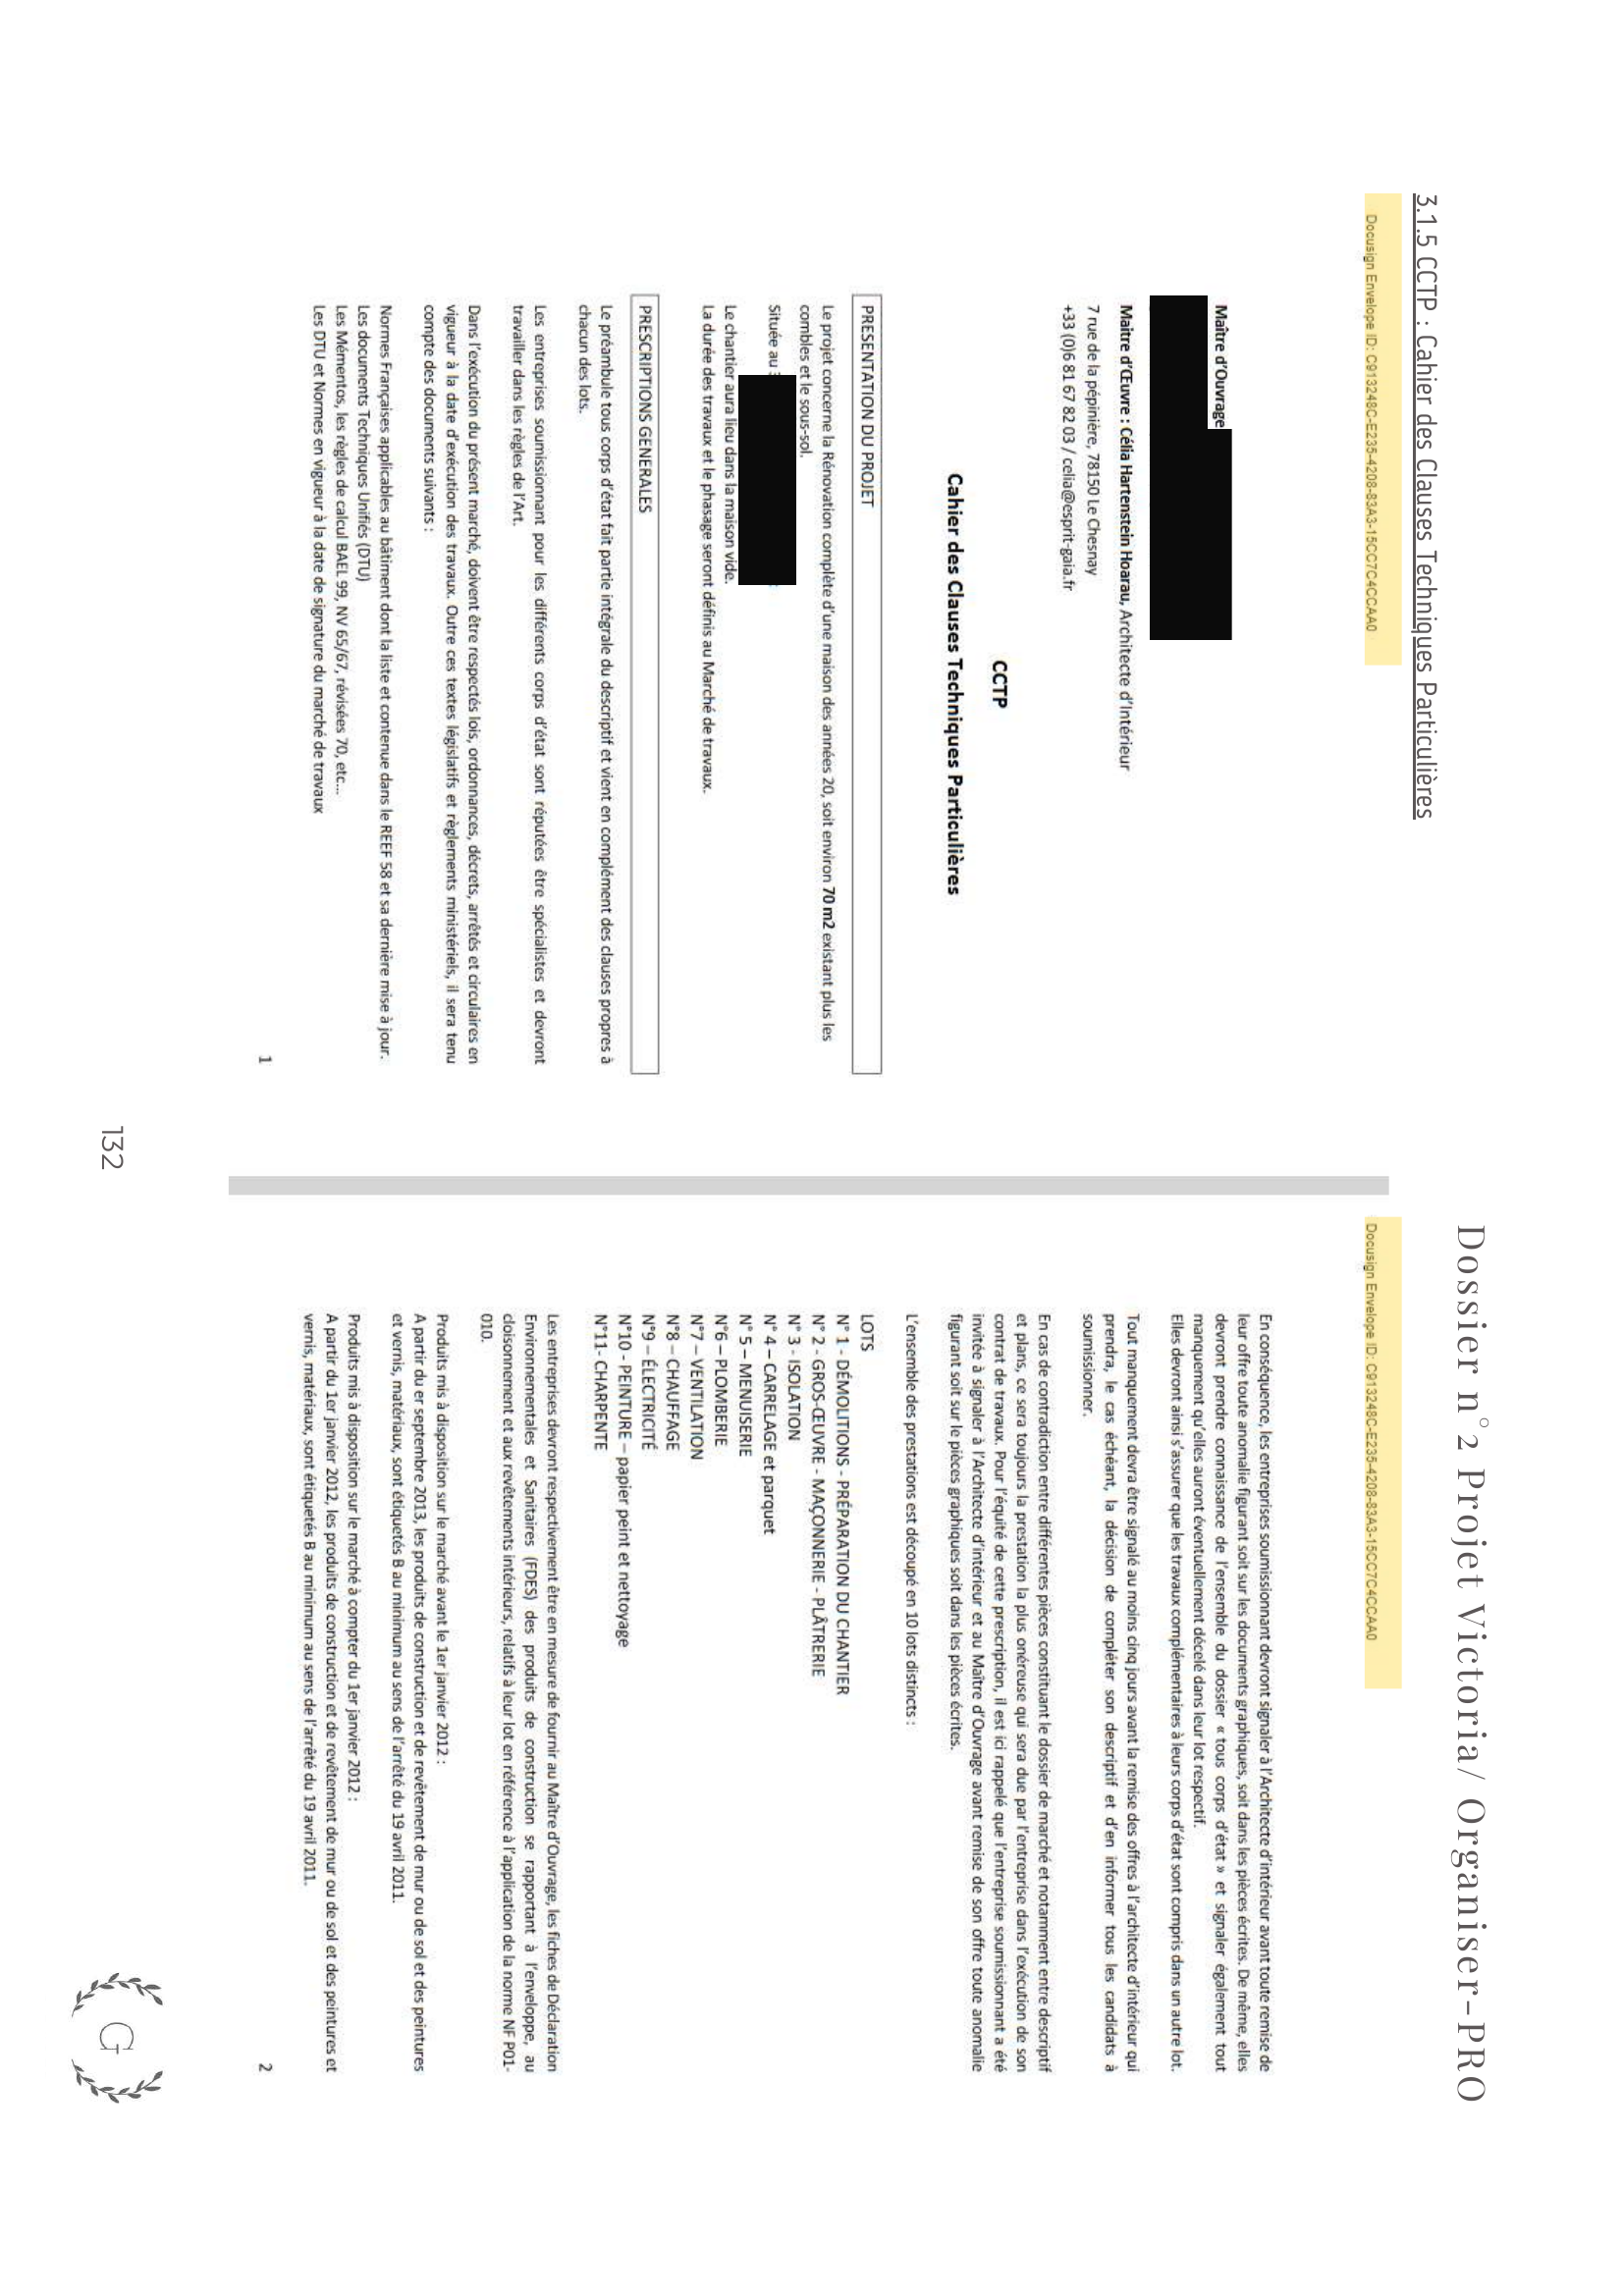 Dossier n°2 Projet Victoria/ Organiser-PRO
3.1.5 CCTP : Cahier des Clauses Techniques Particulières
Docusign Envelope ID: C913248C-E235-4208-83A3-15CC7C4CCAA0
Maître d'Ouvrage
Maitre d'Œuvre : Célia Hartenstein Hoarau, Architecte d'Intérieur
7 rue de la pépinière, 78150 Le Chesnay
+33 (0)6 81 67 82 03 / celia@esprit-gaia.fr
CCTP
Cahier des Clauses Techniques Particulières
PRESENTATION DU PROJET
Le projet concerne la Rénovation complète d'une maison des années 20, soit environ 70 m2 existant plus les
combles et le sous-sol.
Située au
Le chantier aura lieu dans la maison vide.
La durée des travaux et le phasage seront définis au Marché de travaux.
PRESCRIPTIONS GENERALES
Le préambule tous corps d'état fait partie intégrale du descriptif et vient en complément des clauses propres à
chacun des lots.
Les entreprises soumissionnant pour les différents corps d'état sont réputées être spécialistes et devront
travailler dans les règles de l'Art.
Dans l'exécution du présent marché, doivent être respectés lois, ordonnances, décrets, arrêtés et circulaires en
vigueur à la date d'exécution des travaux. Outre ces textes législatifs et règlements ministériels, il sera tenu
compte des documents suivants :
Normes Françaises applicables au bâtiment dont la liste et contenue dans le REEF 58 et sa dernière mise à jour.
Les documents Techniques Unifiés (DTU)
Les Mémentos, les règles de calcul BAEL 99, NV 65/67, révisées 70, etc...
Les DTU et Normes en vigueur à la date de signature du marché de travaux
1
Docusign Envelope ID: C913248C-E235-4208-83A3-15CC7C4CCAA0
En conséquence, les entreprises soumissionnant devront signaler à l'Architecte d'intérieur avant toute remise de
leur offre toute anomalie figurant soit sur les documents graphiques, soit dans les pièces écrites. De même, elles
devront prendre connaissance de l'ensemble du dossier « tous corps d'état » et signaler également tout
manquement qu'elles auront éventuellement décelé dans leur lot respectif.
Elles devront ainsi s'assurer que les travaux complémentaires à leurs corps d'état sont compris dans un autre lot.
Tout manquement devra être signalé au moins cinq jours avant la remise des offres à l'architecte d'intérieur qui
prendra, le cas échéant, la décision de compléter son descriptif et d'en informer tous les candidats à
soumissionner.
En cas de contradiction entre différentes pièces constituant le dossier de marché et notamment entre descriptif
et plans, ce sera toujours la prestation la plus onéreuse qui sera due par l'entreprise dans l'exécution de son
contrat de travaux. Pour l'équité de cette prescription, il est ici rappelé que l'entreprise soumissionnant a été
invitée à signaler à l'Architecte d'intérieur et au Maître d'Ouvrage avant remise de son offre toute anomalie
figurant soit sur le pièces graphiques soit dans les pièces écrites.
L'ensemble des prestations est découpé en 10 lots distincts :
LOTS
N° 1 - DÉMOLITIONS - PRÉPARATION DU CHANTIER
N° 2 - GROS-ŒUVRE - MAÇONNERIE - PLÂTRERIE
N° 3 - ISOLATION
N° 4 – CARRELAGE et parquet
N° 5 – MENUISERIE
N°6 – PLOMBERIE
N°7 – VENTILATION
N°8 – CHAUFFAGE
N°9 – ÉLECTRICITÉ
N°10 - PEINTURE – papier peint et nettoyage
N°11- CHARPENTE
Les entreprises devront respectivement être en mesure de fournir au Maître d'Ouvrage, les fiches de Déclaration
Environnementales et Sanitaires (FDES) des produits de construction se rapportant à l'enveloppe, au
cloisonnement et aux revêtements intérieurs, relatifs à leur lot en référence à l'application de la norme NF P01-
010.
Produits mis à disposition sur le marché avant le 1er janvier 2012 :
A partir du er septembre 2013, les produits de construction et de revêtement de mur ou de sol et des peintures
et vernis, matériaux, sont étiquetés B au minimum au sens de l'arrêté du 19 avril 2011.
Produits mis à disposition sur le marché à compter du 1er janvier 2012 :
A partir du 1er janvier 2012, les produits de construction et de revêtement de mur ou de sol et des peintures et
vernis, matériaux, sont étiquetés B au minimum au sens de l'arrêté du 19 avril 2011.
2
132
G